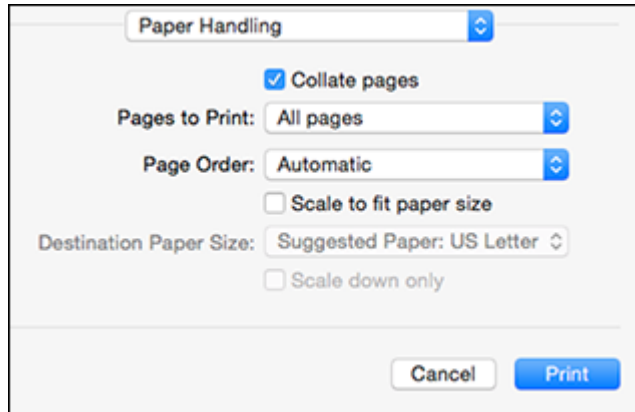 Paper Handling
Collate pages
Pages to Print: All pages
Page Order: Automatic
Scale to fit paper size
Destination Paper Size: Suggested Paper: US Letter
Scale down only
Cancel Print